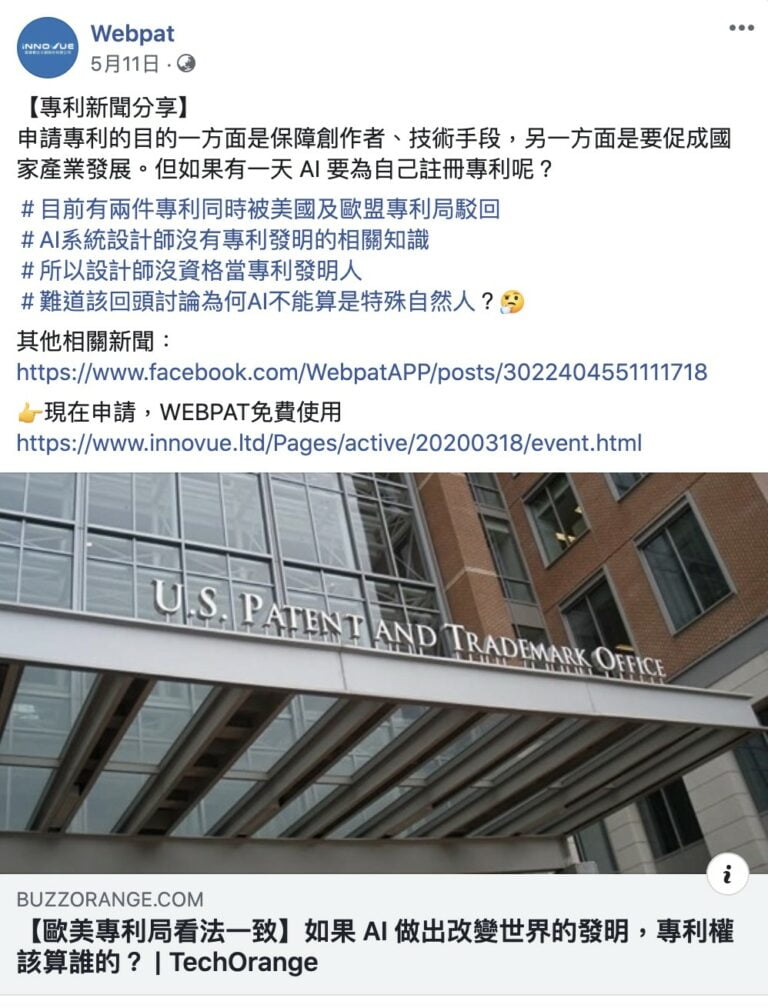 INNOVUE
Webpat
5月11日
【專利新聞分享】
申請專利的目的一方面是保障創作者、技術手段，另一方面是要促成國
家產業發展。但如果有一天 AI 要為自己註冊專利呢？
#目前有兩件專利同時被美國及歐盟專利局駁回
#AI系統設計師沒有專利發明的相關知識
#所以設計師沒資格當專利發明人
#難道該回頭討論為何AI不能算是特殊自然人？🤔
其他相關新聞：
https://www.facebook.com/WebpatAPP/posts/3022404551111718
👉現在申請，WEBPAT免費使用
https://www.innovue.ltd/Pages/active/20200318/event.html
U.S. PATENT AND TRADEMARK OFFICE
i
BUZZORANGE.COM
【歐美專利局看法一致】如果 AI 做出改變世界的發明，專利權
該算誰的？ | TechOrange